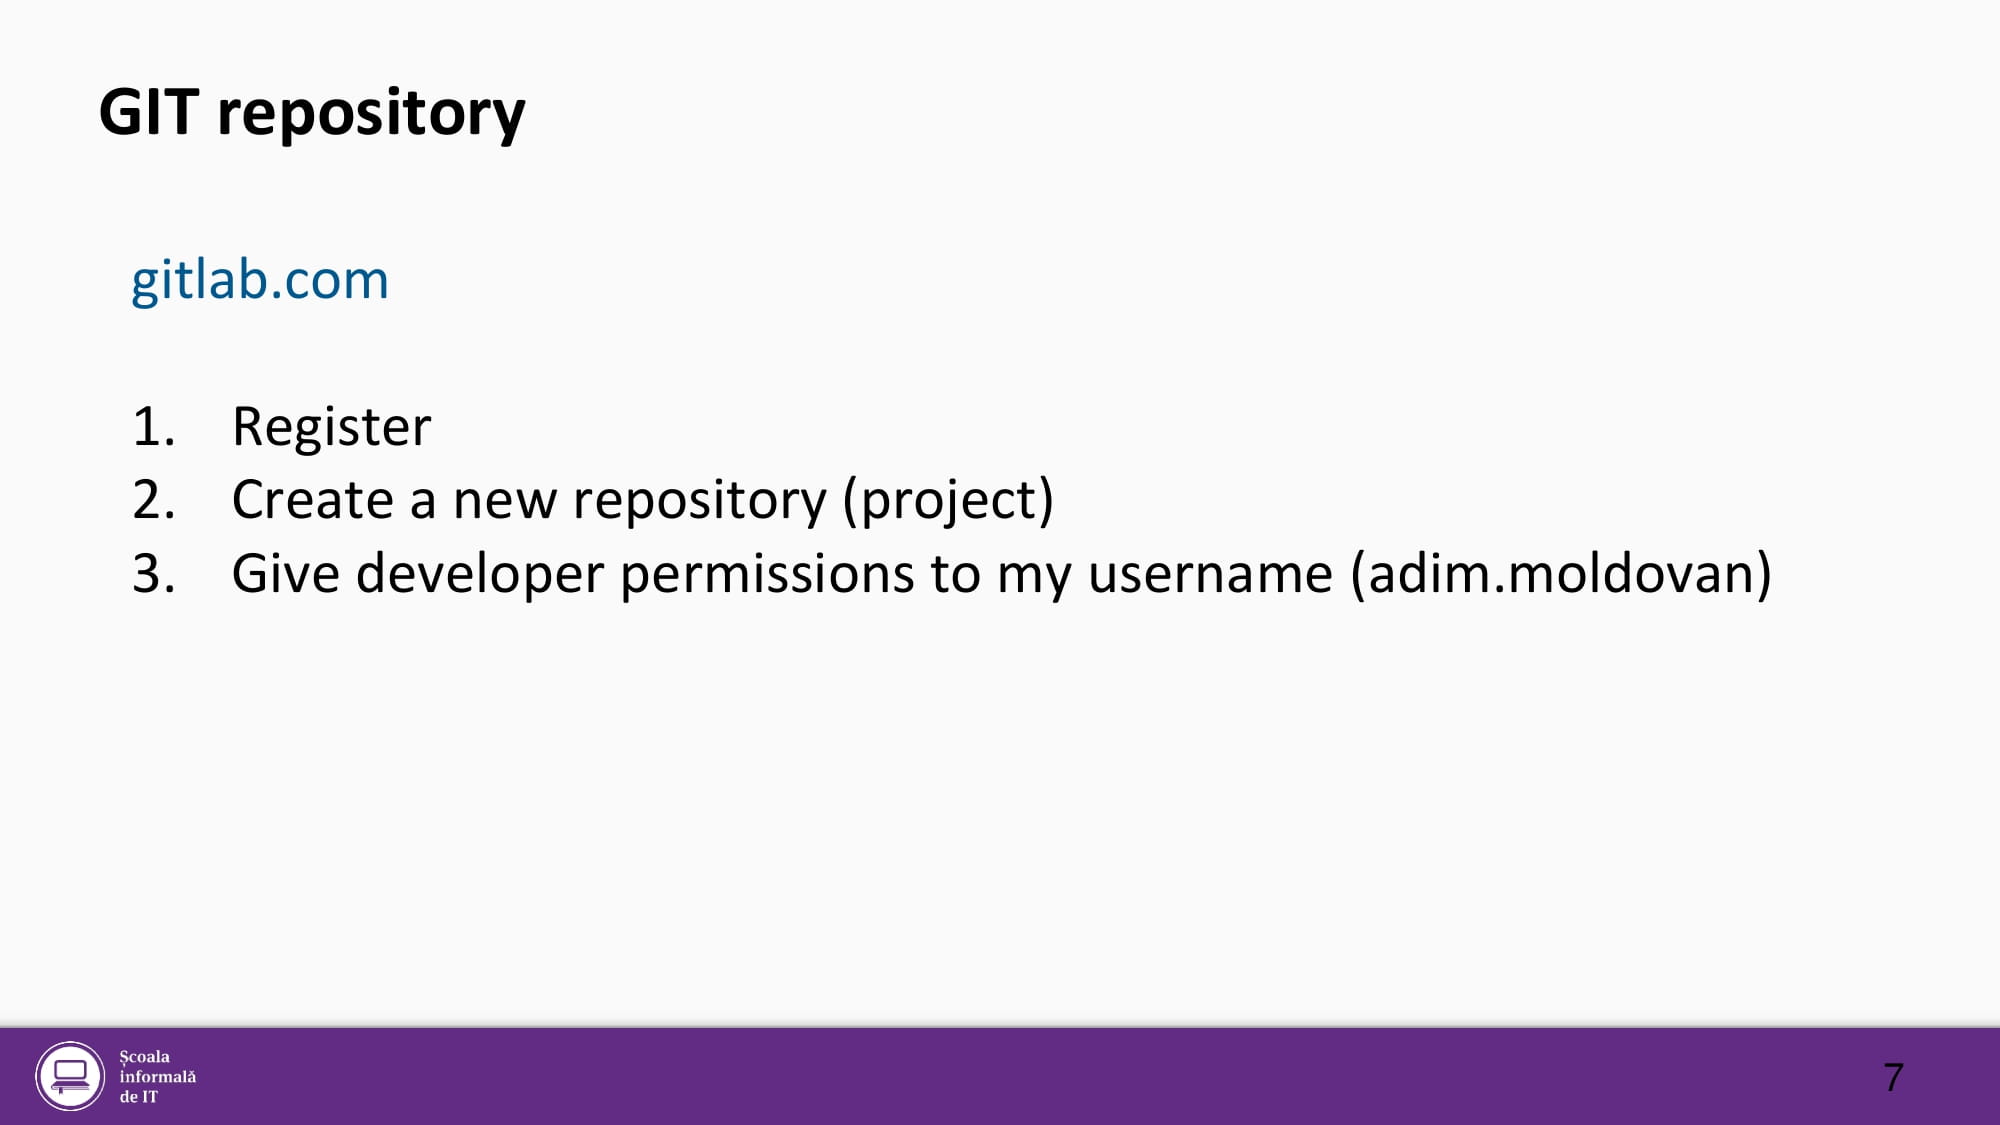 GIT repository
gitlab.com
1. Register
2. Create a new repository (project)
3. Give developer permissions to my username (adim.moldovan)
Școala
informală
de IT
7